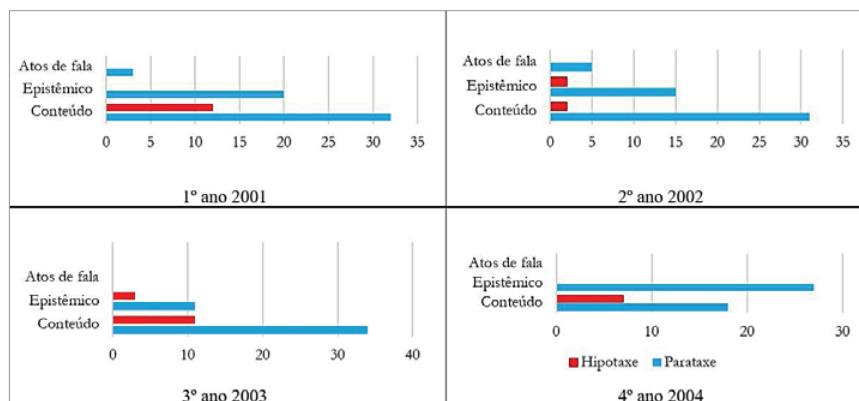 Atos de fala
Epistêmico
Conteúdo
0 5 10 15 20 25 30 35
1º ano 2001
Atos de fala
Epistêmico
Conteúdo
0 5 10 15 20 25 30 35
2º ano 2002
Atos de fala
Epistêmico
Conteúdo
0 10 20 30 40
3º ano 2003
Atos de fala
Epistêmico
Conteúdo
0 10 20 30
Hipotaxe Parataxe
4º ano 2004